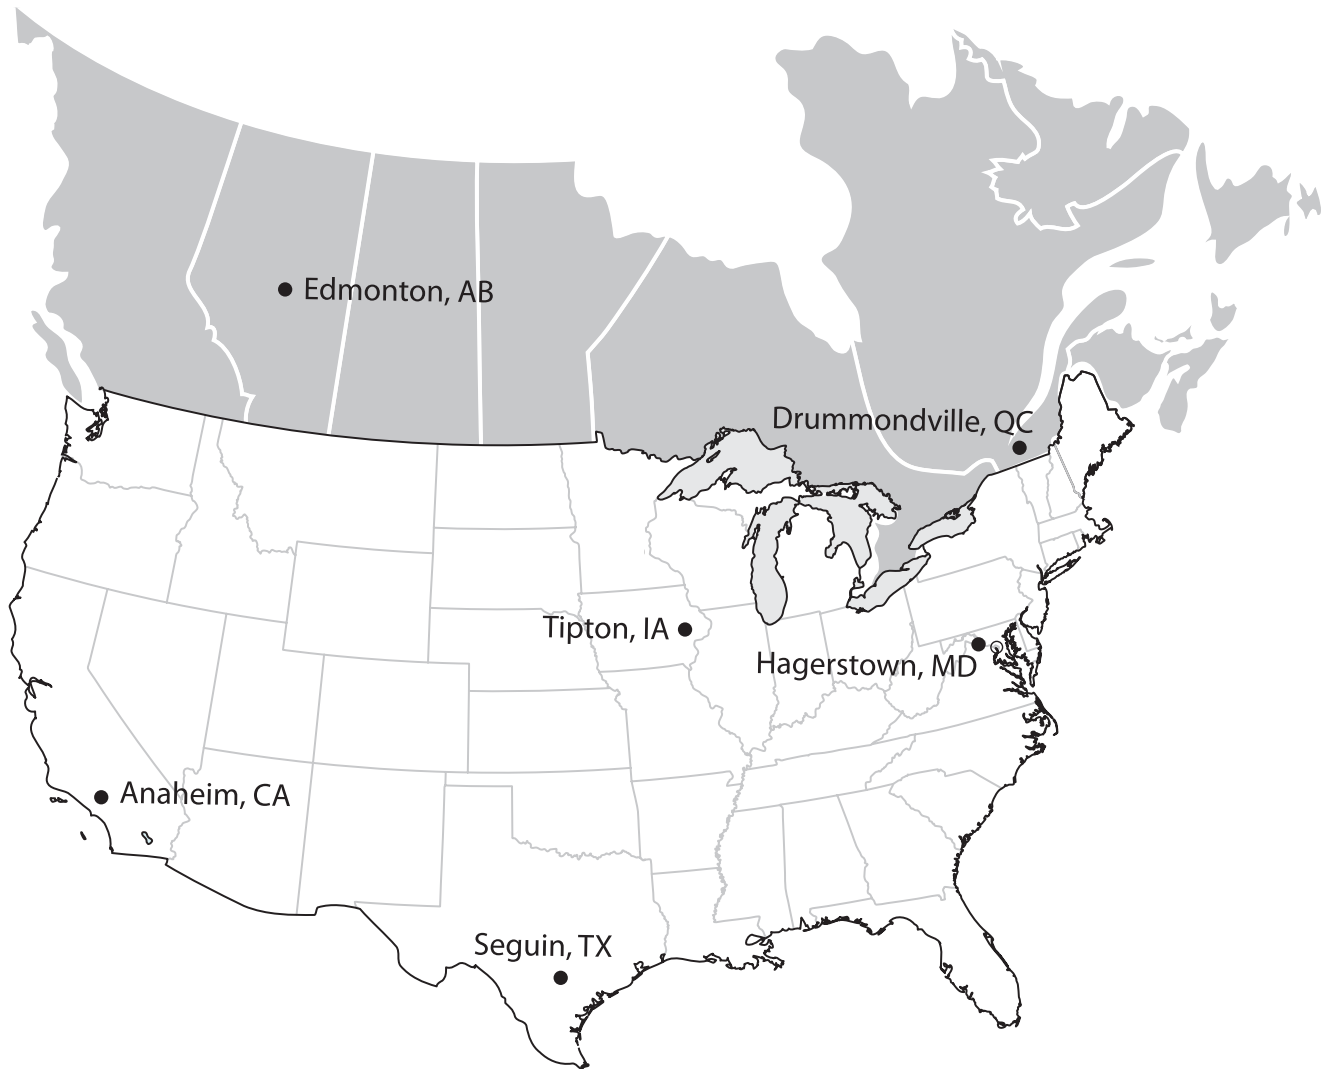 Edmonton, AB
Drummondville, QC
Tipton, IA
Hagerstown, MD
Anaheim, CA
Seguin, TX